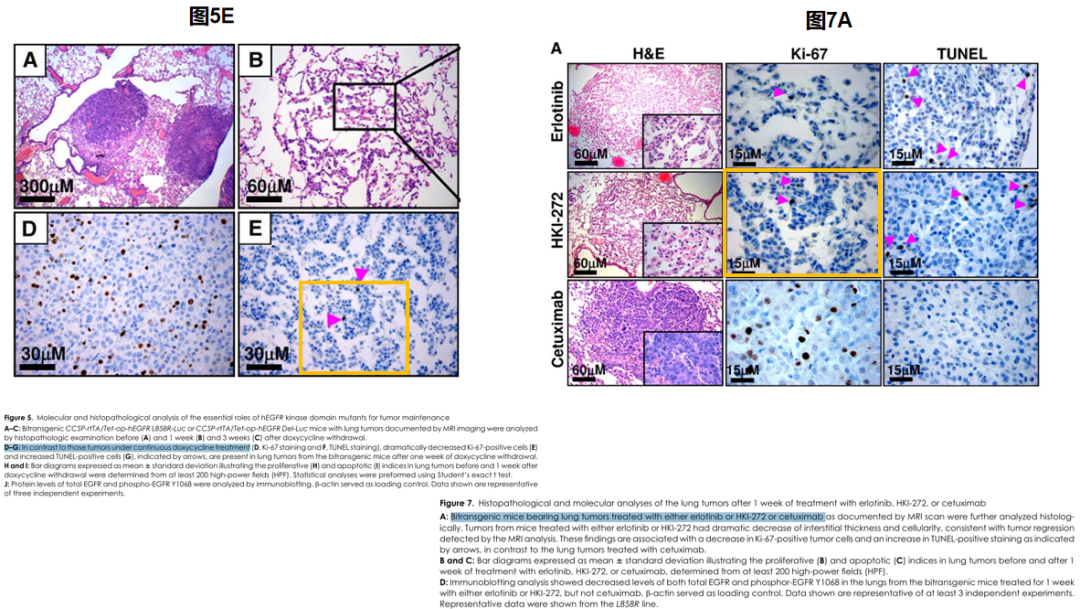 图5E
图7A
A
B
300μM
60μM
D
E
30μM
30μM
A
H&E
Ki-67
TUNEL
Erlotinib
60μM
15μM
15μM
HKI-272
60μM
15μM
15μM
Cetuximab
60μM
15μM
15μM
Figure 5. Molecular and histopathological analysis of the essential roles of hEGFR kinase domain mutants for tumor maintenance
A–C: Bitransgenic CCSP-rtTA/Tet-op-hEGFR L858R-Luc or CCSP-rtTA/Tet-op-hEGFR Del-Luc mice with lung tumors documented by MRI imaging were analyzed
by histopathologic examination before (A) and 1 week (B) and 3 weeks (C) after doxycycline withdrawal.
D–G: In contrast to those tumors under continuous doxycycline treatment (D, Ki-67 staining and F, TUNEL staining), dramatically decreased Ki-67-positive cells (E)
and increased TUNEL-positive cells (G), indicated by arrows, are present in lung tumors from the bitransgenic mice after one week of doxycycline withdrawal.
H and I: Bar diagrams expressed as mean ± standard deviation illustrating the proliferative (H) and apoptotic (I) indices in lung tumors before and 1 week after
doxycycline withdrawal were determined from at least 200 high-power fields (HPF). Statistical analyses were preformed using Student's exact t test.
J: Protein levels of total EGFR and phospho-EGFR Y1068 were analyzed by immunoblotting. β-actin served as loading control. Data shown are representative
of three independent experiments.
Figure 7. Histopathological and molecular analyses of the lung tumors after 1 week of treatment with erlotinib, HKI-272, or cetuximab
A: Bitransgenic mice bearing lung tumors treated with either erlotinib or HKI-272 or cetuximab as documented by MRI scan were further analyzed histolog-
ically. Tumors from mice treated with either erlotinib or HKI-272 had dramatic decrease of interstitial thickness and cellularity, consistent with tumor regression
detected by the MRI analysis. These findings are associated with a decrease in Ki-67-positive tumor cells and an increase in TUNEL-positive staining as indicated
by arrows, in contrast to the lung tumors treated with cetuximab.
B and C: Bar diagrams expressed as mean ± standard deviation illustrating the proliferative (B) and apoptotic (C) indices in lung tumors before and after 1
week of treatment with erlotinib, HKI-272, or cetuximab, determined from at least 200 high-power fields (HPF).
D: Immunoblotting analysis showed decreased levels of both total EGFR and phosphor-EGFR Y1068 in the lungs from the bitransgenic mice treated for 1 week
with either erlotinib or HKI-272, but not cetuximab. β-actin served as loading control. Data shown are representative of at least 3 independent experiments.
Representative data were shown from the L858R line.